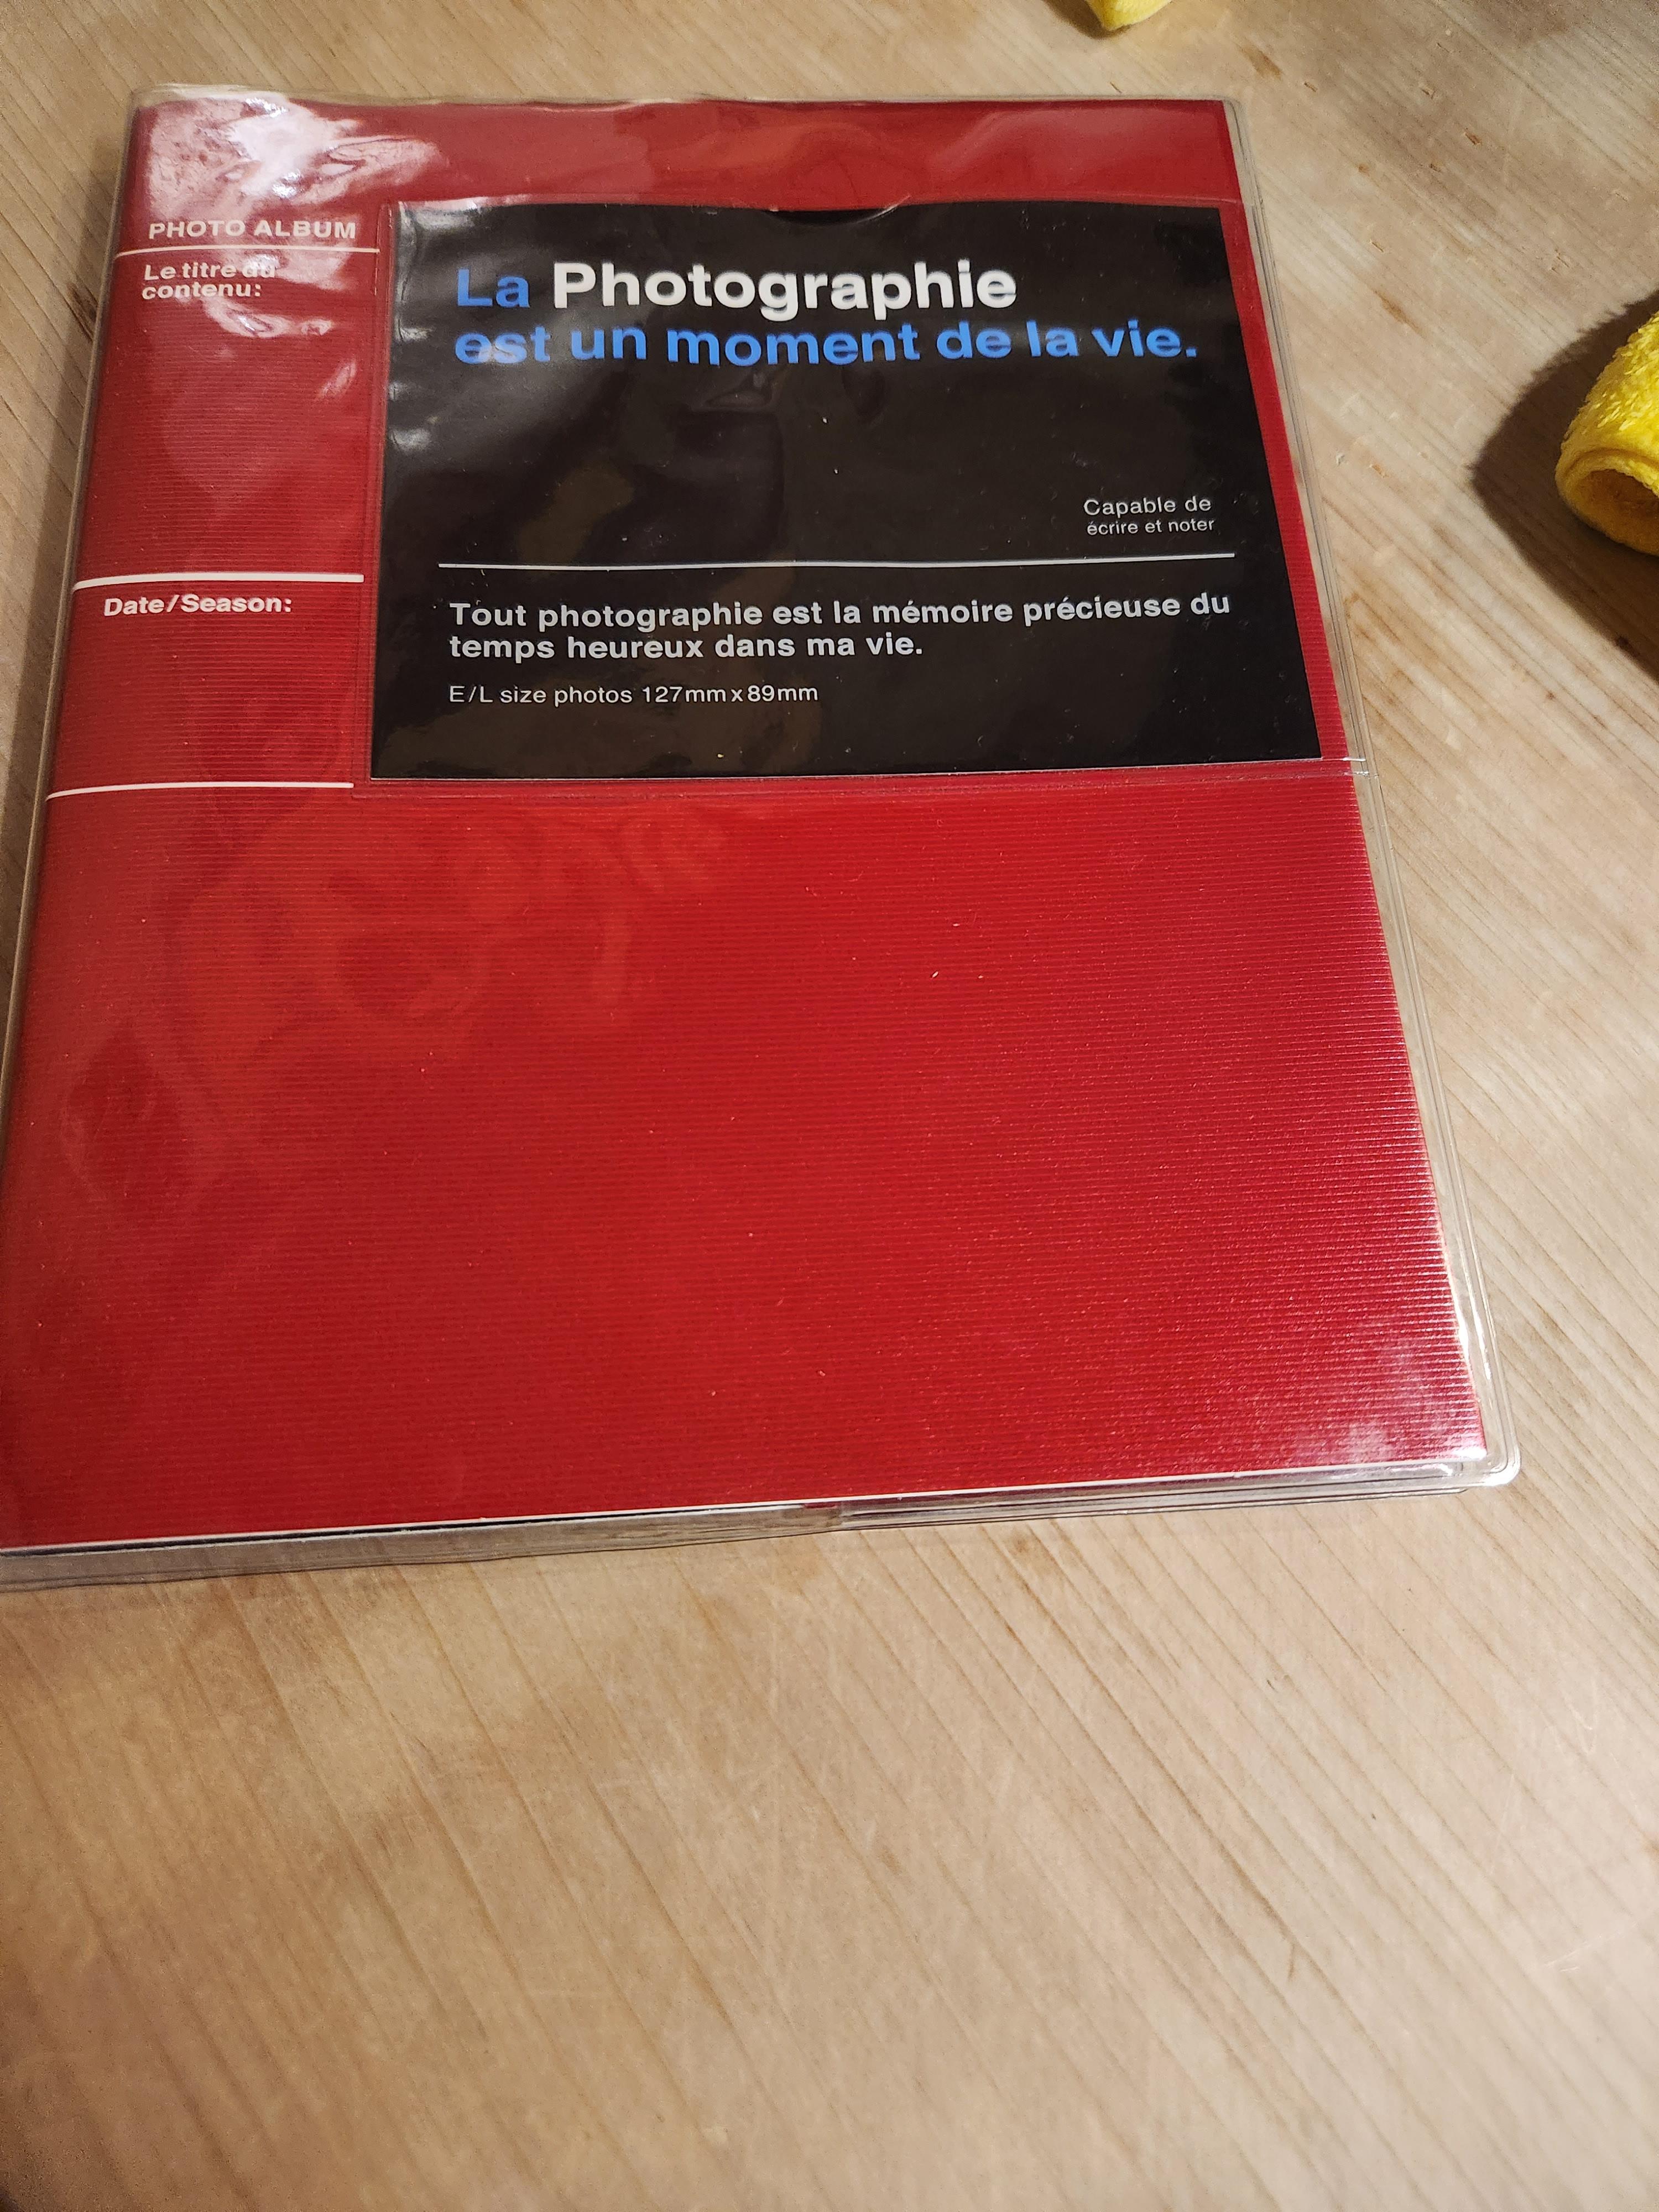 PHOTO ALBUM
Le titre du
contenu:
Date/Season:
La Photographie
est un moment de la vie.
Capable de
écrire et noter
Tout photographie est la mémoire précieuse du
temps heureux dans ma vie.
E/L size photos 127mm x 89mm